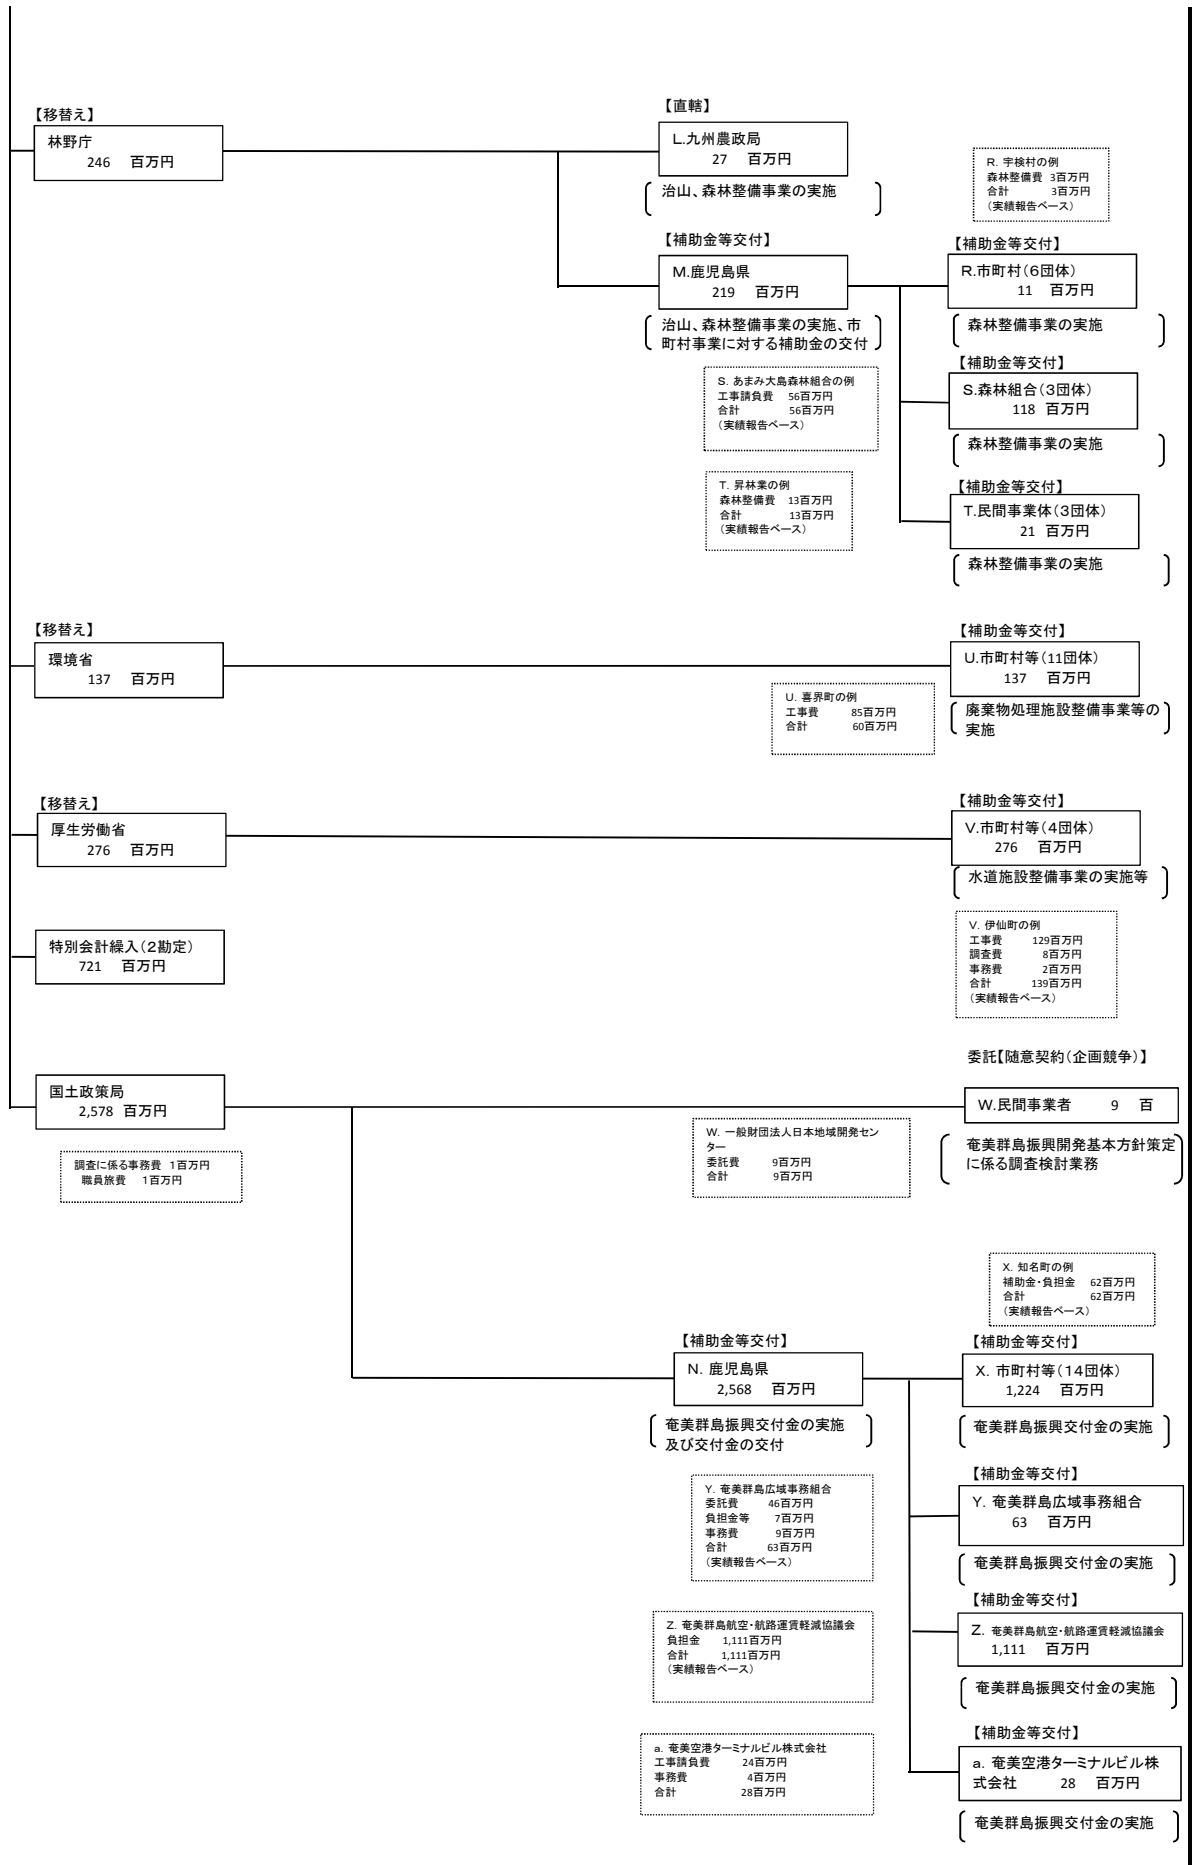 【移替え】
林野庁
246 百万円
【直轄】
L.九州農政局
27 百万円
治山、森林整備事業の実施
R. 宇検村の例
森林整備費 3百万円
合計 3百万円
(実績報告ベース)
【補助金等交付】
M.鹿児島県
219 百万円
治山、森林整備事業の実施、市
町村事業に対する補助金の交付
【補助金等交付】
R.市町村(6団体)
11 百万円
森林整備事業の実施
S. あまみ大島森林組合の例
工事請負費 56百万円
合計 56百万円
(実績報告ベース)
【補助金等交付】
S.森林組合(3団体)
118 百万円
森林整備事業の実施
T. 昇林業の例
森林整備費 13百万円
合計 13百万円
(実績報告ベース)
【補助金等交付】
T.民間事業体(3団体)
21 百万円
森林整備事業の実施
【移替え】
環境省
137 百万円
【補助金等交付】
U.市町村等(11団体)
137 百万円
廃棄物処理施設整備事業等の
実施
U. 喜界町の例
工事費 85百万円
合計 60百万円
【移替え】
厚生労働省
276 百万円
【補助金等交付】
V.市町村等(4団体)
276 百万円
水道施設整備事業の実施等
特別会計繰入(2勘定)
721 百万円
V. 伊仙町の例
工事費 129百万円
調査費 8百万円
事務費 2百万円
合計 139百万円
(実績報告ベース)
国土政策局
2,578 百万円
調査に係る事務費 1百万円
職員旅費 1百万円
委託【随意契約(企画競争)】
W.民間事業者 9 百
奄美群島振興開発基本方針策定
に係る調査検討業務
W. 一般財団法人日本地域開発セン
ター
委託費 9百万円
合計 9百万円
X. 知名町の例
補助金・負担金 62百万円
合計 62百万円
(実績報告ベース)
【補助金等交付】
N. 鹿児島県
2,568 百万円
奄美群島振興交付金の実施
及び交付金の交付
【補助金等交付】
X. 市町村等(14団体)
1,224 百万円
奄美群島振興交付金の実施
Y. 奄美群島広域事務組合
委託費 46百万円
負担金等 7百万円
事務費 9百万円
合計 63百万円
(実績報告ベース)
【補助金等交付】
Y. 奄美群島広域事務組合
63 百万円
奄美群島振興交付金の実施
Z. 奄美群島航空・航路運賃軽減協議会
負担金 1,111百万円
合計 1,111百万円
(実績報告ベース)
【補助金等交付】
Z. 奄美群島航空・航路運賃軽減協議会
1,111 百万円
奄美群島振興交付金の実施
a. 奄美空港ターミナルビル株式会社
工事請負費 24百万円
事務費 4百万円
合計 28百万円
【補助金等交付】
a. 奄美空港ターミナルビル株
式会社 28 百万円
奄美群島振興交付金の実施